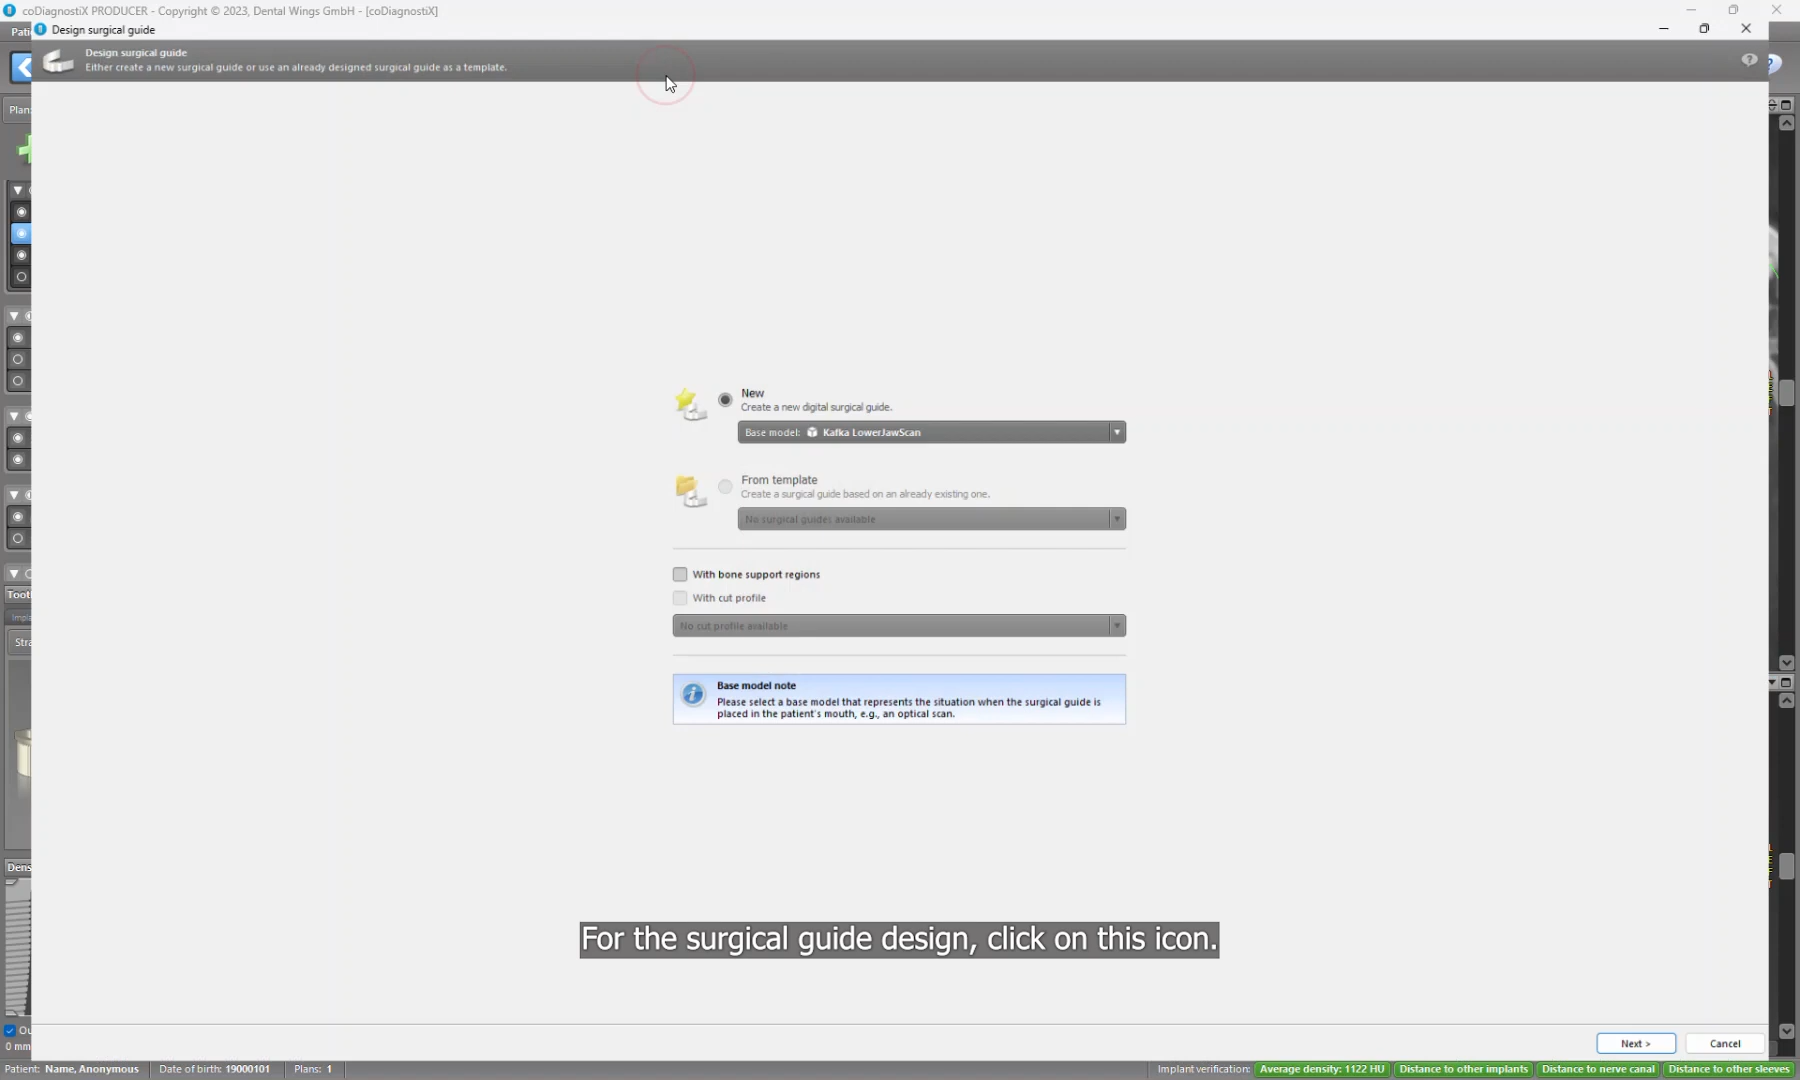 coDiagnostiX PRODUCER - Copyright © 2023, Dental Wings GmbH - [coDiagnostiX]
Design surgical guide
Design surgical guide
Either create a new surgical guide or use an already designed surgical guide as a template.
Plan:
New
Create a new digital surgical guide.
Base model: Kafka LowerJawScan
From template
Create a surgical guide based on an already existing one.
No surgical guides available
With bone support regions
With cut profile
No cut profile available
Base model note
Please select a base model that represents the situation when the surgical guide is
placed in the patient's mouth, e.g., an optical scan.
For the surgical guide design, click on this icon.
0 mm
Next >
Cancel
Patient: Name, Anonymous
Date of birth: 19000101
Plans: 1
Implant verification:
Average density: 1122 HU
Distance to other implants
Distance to nerve canal
Distance to other sleeves